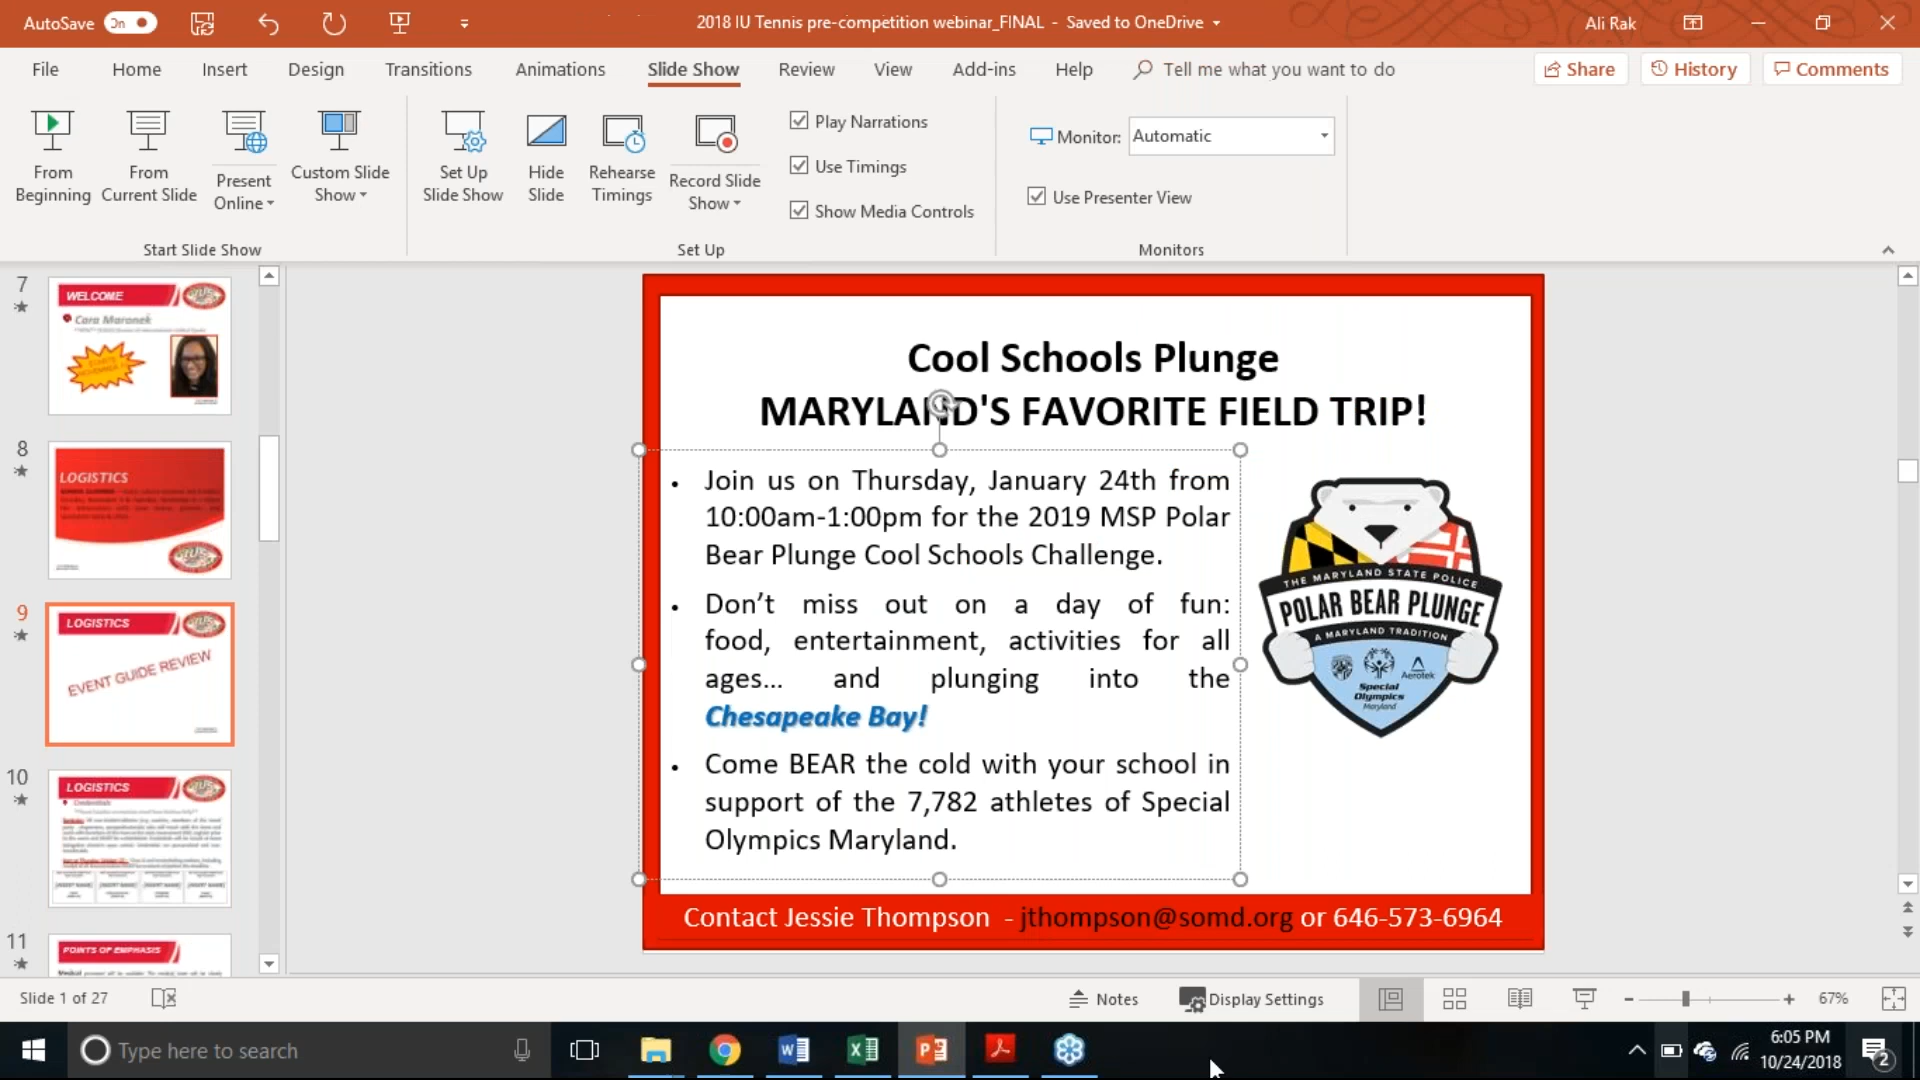 AutoSave On
2018 IU Tennis pre-competition webinar_FINAL - Saved to OneDrive
Ali Rak
File Home Insert Design Transitions Animations Slide Show Review View Add-ins Help Tell me what you want to do
Share History Comments
From Beginning
From Current Slide
Present Online
Custom Slide Show
Start Slide Show
Set Up Slide Show
Hide Slide
Rehearse Timings
Record Slide Show
Play Narrations
Use Timings
Show Media Controls
Set Up
Monitor: Automatic
Use Presenter View
Monitors
7
WELCOME
Cara Maronek
8
LOGISTICS
9
LOGISTICS
EVENT GUIDE REVIEW
10
LOGISTICS
Credentials
11
POINTS OF EMPHASIS
Cool Schools Plunge
MARYLAND'S FAVORITE FIELD TRIP!
• Join us on Thursday, January 24th from
10:00am-1:00pm for the 2019 MSP Polar
Bear Plunge Cool Schools Challenge.
• Don’t miss out on a day of fun:
food, entertainment, activities for all
ages... and plunging into the
Chesapeake Bay!
• Come BEAR the cold with your school in
support of the 7,782 athletes of Special
Olympics Maryland.
THE MARYLAND STATE POLICE
POLAR BEAR PLUNGE
A MARYLAND TRADITION
Aerotek
Special
Olympics
Maryland
Contact Jessie Thompson - jthompson@somd.org or 646-573-6964
Slide 1 of 27
Notes
Display Settings
67%
Type here to search
6:05 PM
10/24/2018
2